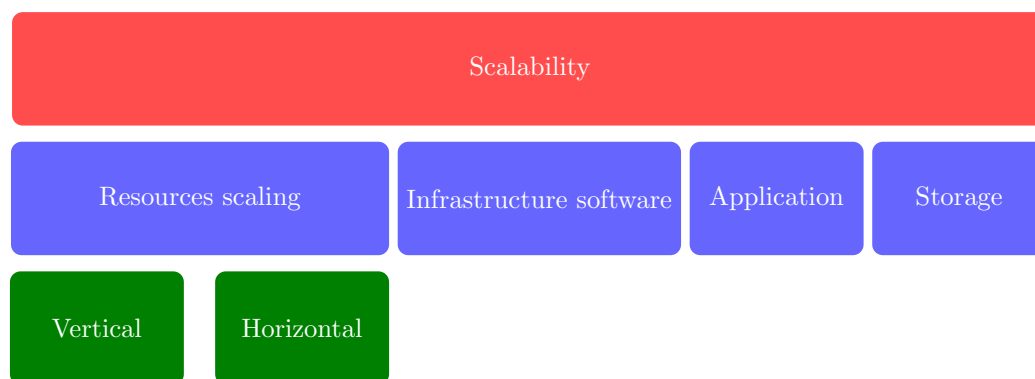 Scalability
Resources scaling
Infrastructure software
Application
Storage
Vertical
Horizontal